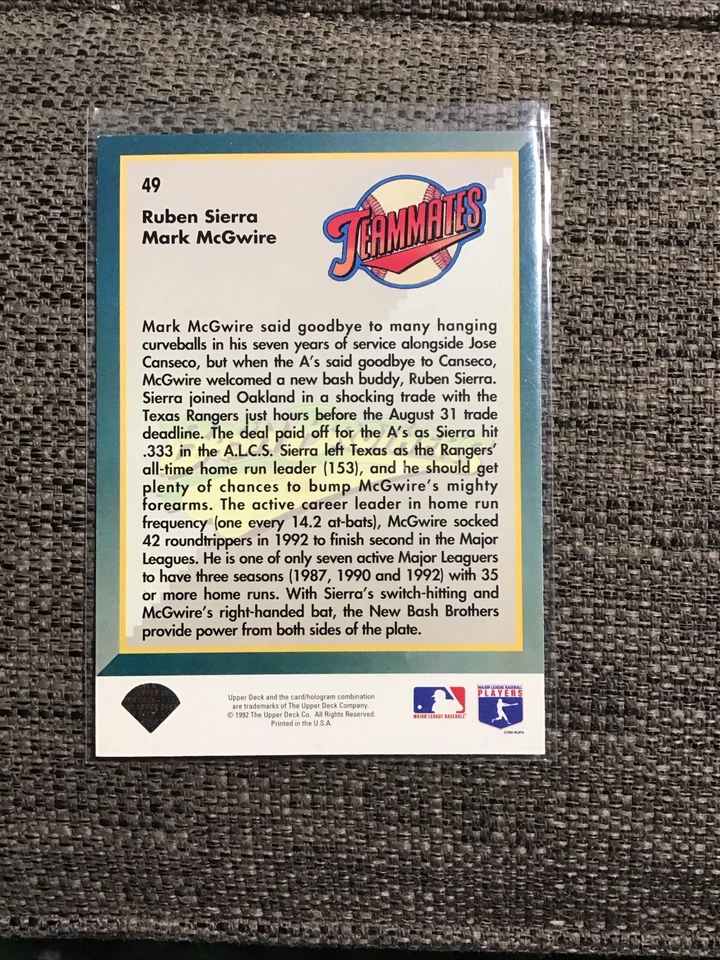 49
Ruben Sierra
Mark McGwire
TEAMMATES
Mark McGwire said goodbye to many hanging
curveballs in his seven years of service alongside Jose
Canseco, but when the A's said goodbye to Canseco,
McGwire welcomed a new bash buddy, Ruben Sierra.
Sierra joined Oakland in a shocking trade with the
Texas Rangers just hours before the August 31 trade
deadline. The deal paid off for the A's as Sierra hit
.333 in the A.L.C.S. Sierra left Texas as the Rangers'
all-time home run leader (153), and he should get
plenty of chances to bump McGwire's mighty
forearms. The active career leader in home run
frequency (one every 14.2 at-bats), McGwire socked
42 roundtrippers in 1992 to finish second in the Major
Leagues. He is one of only seven active Major Leaguers
to have three seasons (1987, 1990 and 1992) with 35
or more home runs. With Sierra's switch-hitting and
McGwire's right-handed bat, the New Bash Brothers
provide power from both sides of the plate.
Upper Deck and the card/hologram combination
are trademarks of The Upper Deck Company.
© 1992 The Upper Deck Co. All Rights Reserved.
Printed in the U.S.A.
MAJOR LEAGUE BASEBALL
MAJOR LEAGUE BASEBALL
PLAYERS